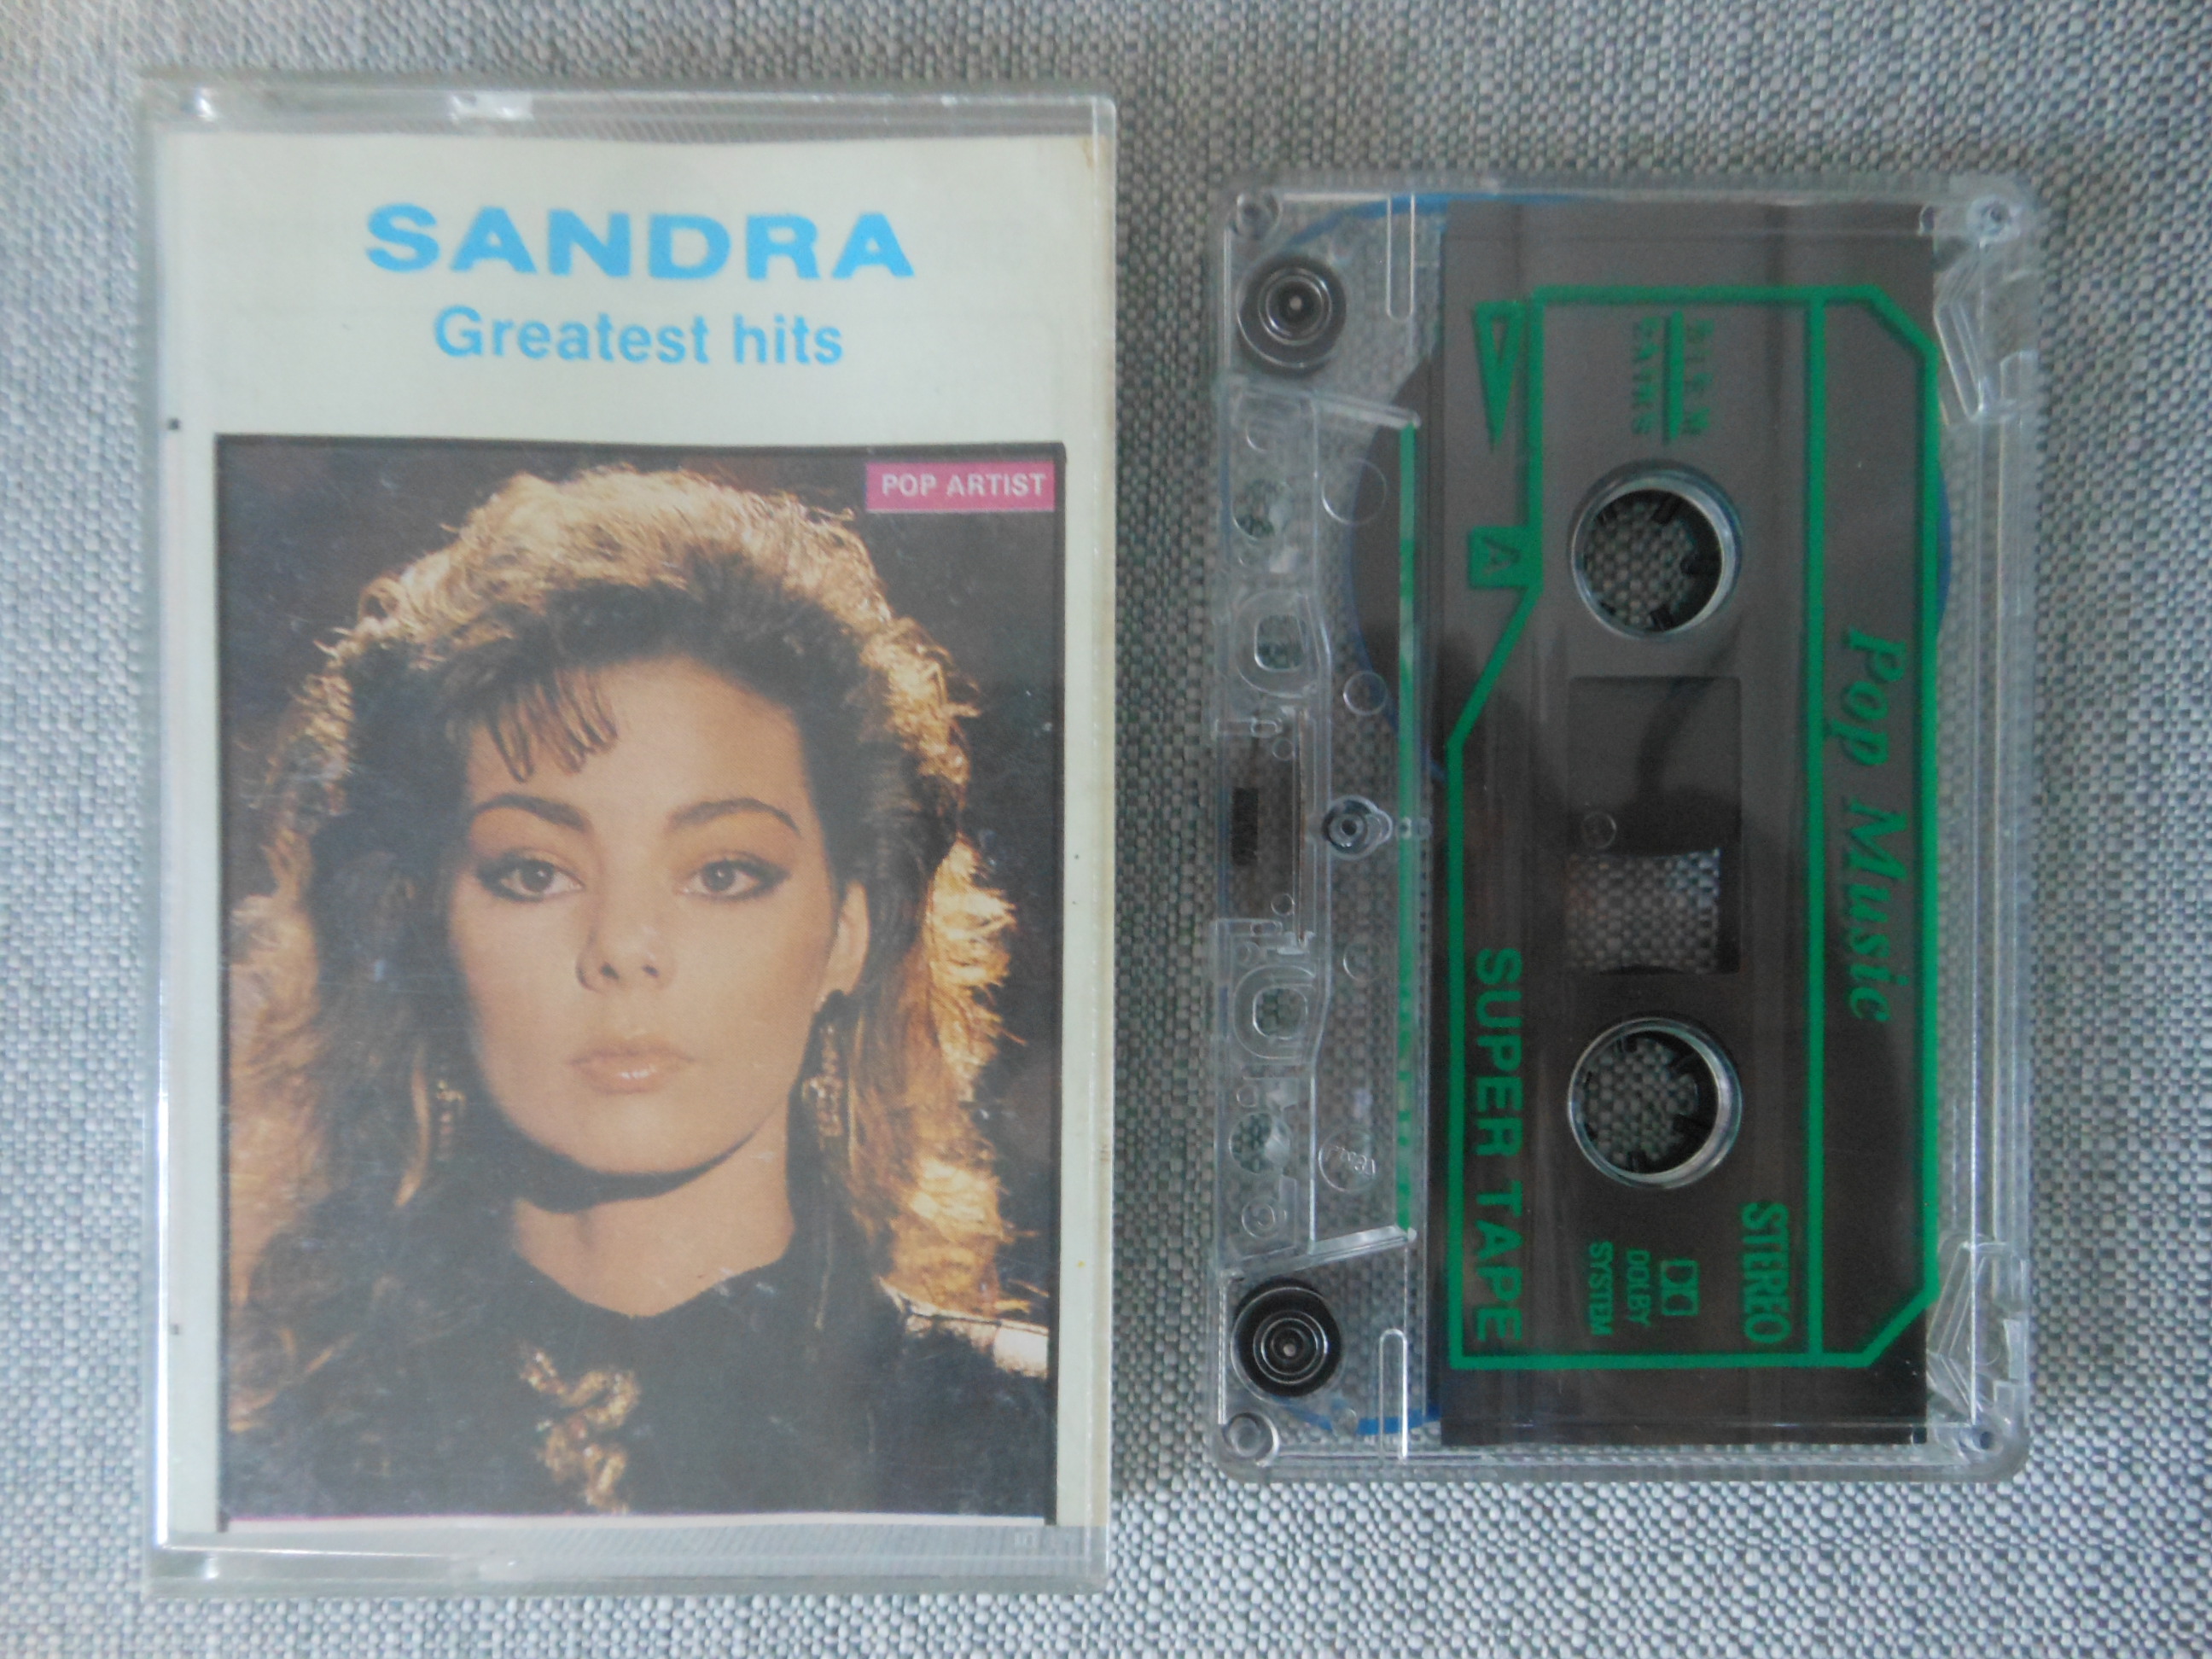 SANDRA
Greatest hits
POP ARTIST
A
Pop Music
SUPER TAPE
STEREO
DOLBY
SYSTEM